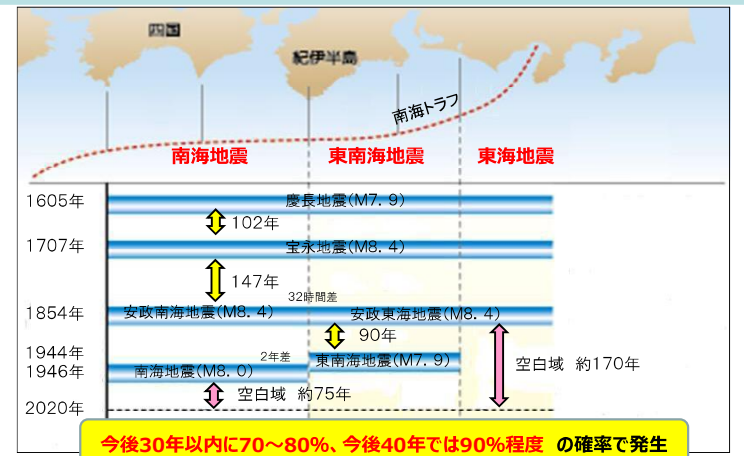 四国
紀伊半島
南海トラフ
南海地震
東南海地震
東海地震
1605年
慶長地震(M7.9)
102年
1707年
宝永地震(M8.4)
147年
32時間差
1854年
安政南海地震(M8.4)
安政東海地震(M8.4)
90年
1944年
2年差
東南海地震(M7.9)
空白域 約170年
1946年
南海地震(M8.0)
空白域 約75年
2020年
今後30年以内に70～80%、今後40年では90%程度 の確率で発生